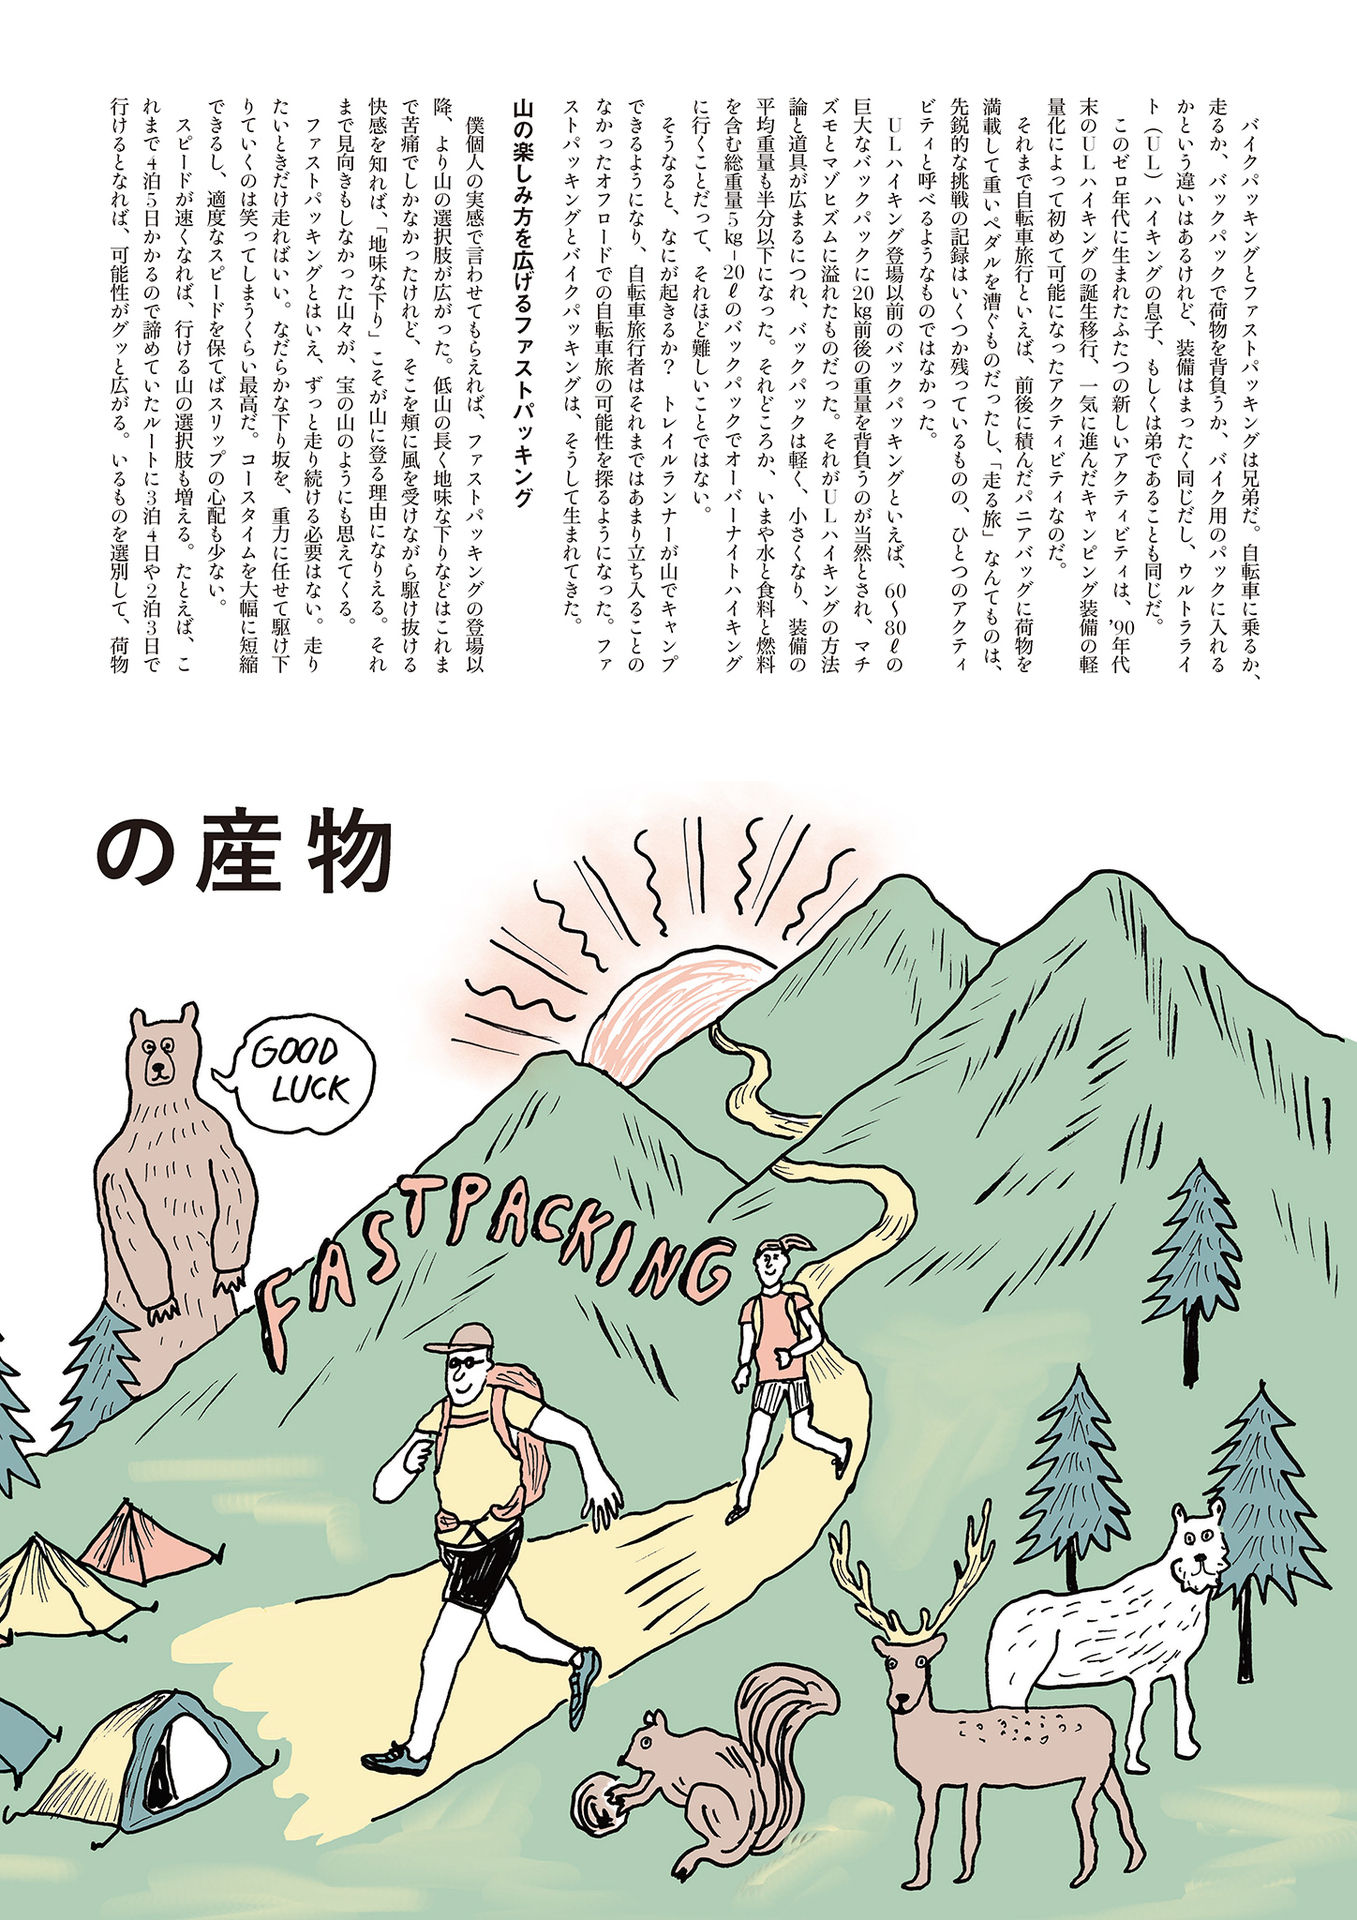 バイクパッキングとファストパッキングは兄弟だ。自転車に乗るか、
走るか、バックパックで荷物を背負うか、バイク用のパックに入れる
かという違いはあるけれど、装備はまったく同じだし、ウルトラライ
ト（UL）ハイキングの息子、もしくは弟であることも同じだ。
このゼロ年代に生まれたふたつの新しいアクティビティは、'90年代
末のULハイキングの誕生移行、一気に進んだキャンピング装備の軽
量化によって初めて可能になったアクティビティなのだ。
それまで自転車旅行といえば、前後に積んだパニアバッグに荷物を
満載して重いペダルを漕ぐものだったし、「走る旅」なんてものは、
先鋭的な挑戦の記録はいくつか残っているものの、ひとつのアクティ
ビティと呼べるようなものではなかった。
ULハイキング登場以前のバックパッキングといえば、60〜80ℓの
巨大なバックパックに20kg前後の重量を背負うのが当然とされ、マチ
ズモとマゾヒズムに溢れたものだった。それがULハイキングの方法
論と道具が広まるにつれ、バックパックは軽く、小さくなり、装備の
平均重量も半分以下になった。それどころか、いまや水と食料と燃料
を含む総重量5kg-20ℓのバックパックでオーバーナイトハイキング
に行くことだって、それほど難しいことではない。
そうなると、なにが起きるか？　トレイルランナーが山でキャンプ
できるようになり、自転車旅行者はそれまではあまり立ち入ることの
なかったオフロードでの自転車旅の可能性を探るようになった。ファ
ストパッキングとバイクパッキングは、そうして生まれてきた。
山の楽しみ方を広げるファストパッキング
僕個人の実感で言わせてもらえれば、ファストパッキングの登場以
降、より山の選択肢が広がった。低山の長く地味な下りなどはこれま
で苦痛でしかなかったけれど、そこを頬に風を受けながら駆け抜ける
快感を知れば、「地味な下り」こそが山に登る理由になりえる。それ
まで見向きもしなかった山々が、宝の山のようにも思えてくる。
ファストパッキングとはいえ、ずっと走り続ける必要はない。走り
たいときだけ走ればいい。なだらかな下り坂を、重力に任せて駆け下
りていくのは笑ってしまうくらい最高だ。コースタイムを大幅に短縮
できるし、適度なスピードを保てばスリップの心配も少ない。
スピードが速くなれば、行ける山の選択肢も増える。たとえば、こ
れまで4泊5日かかるので諦めていたルートに3泊4日や2泊3日で
行けるとなれば、可能性がグッと広がる。いるものを選別して、荷物
の産物
GOOD
LUCK
FASTPACKING